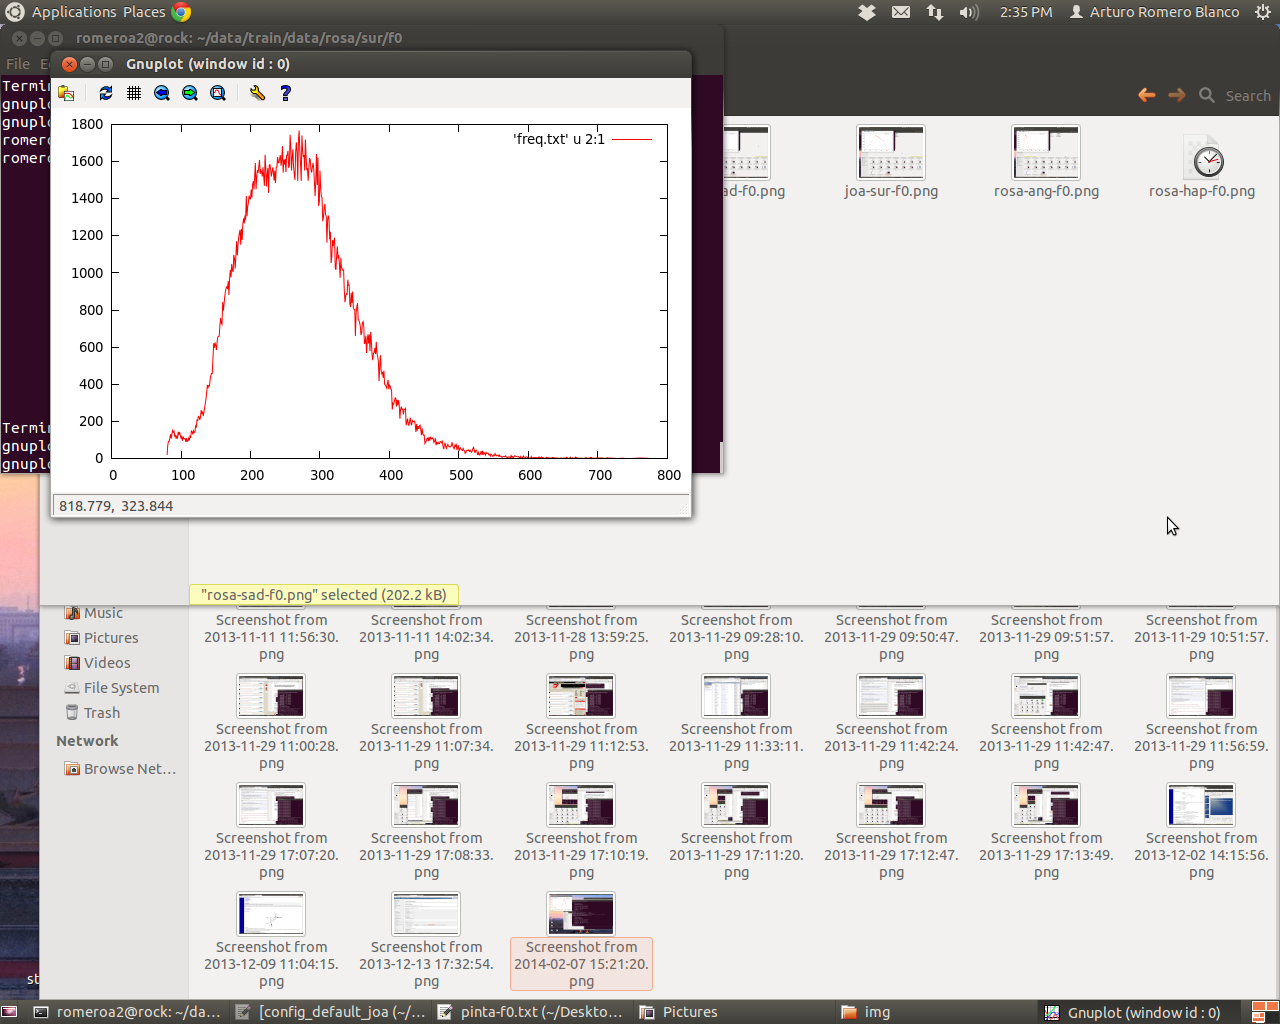 Applications Places
2:35 PM
Arturo Romero Blanco
romeroa2@rock: ~/data/train/data/rosa/sur/f0
File
Gnuplot (window id : 0)
Search
Termin
gnuplo
gnuplo
romero
romero
1800
1600
1400
1200
1000
800
600
400
200
0
'freq.txt' u 2:1
0 100 200 300 400 500 600 700 800
Termin
gnuplo
gnuplo
818.779, 323.844
ad-f0.png
joa-sur-f0.png
rosa-ang-f0.png
rosa-hap-f0.png
"rosa-sad-f0.png" selected (202.2 kB)
Music
Pictures
Videos
File System
Trash
Network
Browse Net...
Screenshot from
2013-11-11 11:56:30.
png
Screenshot from
2013-11-11 14:02:34.
png
Screenshot from
2013-11-28 13:59:25.
png
Screenshot from
2013-11-29 09:28:10.
png
Screenshot from
2013-11-29 09:50:47.
png
Screenshot from
2013-11-29 09:51:57.
png
Screenshot from
2013-11-29 10:51:57.
png
Screenshot from
2013-11-29 11:00:28.
png
Screenshot from
2013-11-29 11:07:34.
png
Screenshot from
2013-11-29 11:12:53.
png
Screenshot from
2013-11-29 11:33:11.
png
Screenshot from
2013-11-29 11:42:24.
png
Screenshot from
2013-11-29 11:42:47.
png
Screenshot from
2013-11-29 11:56:59.
png
Screenshot from
2013-11-29 17:07:20.
png
Screenshot from
2013-11-29 17:08:33.
png
Screenshot from
2013-11-29 17:10:19.
png
Screenshot from
2013-11-29 17:11:20.
png
Screenshot from
2013-11-29 17:12:47.
png
Screenshot from
2013-11-29 17:13:49.
png
Screenshot from
2013-12-02 14:15:56.
png
Screenshot from
2013-12-09 11:04:15.
png
Screenshot from
2013-12-13 17:32:54.
png
Screenshot from
2014-02-07 15:21:20.
png
st
romeroa2@rock: ~/da...
[config_default_joa (~/...
pinta-f0.txt (~/Deskto...
Pictures
img
Gnuplot (window id : 0)